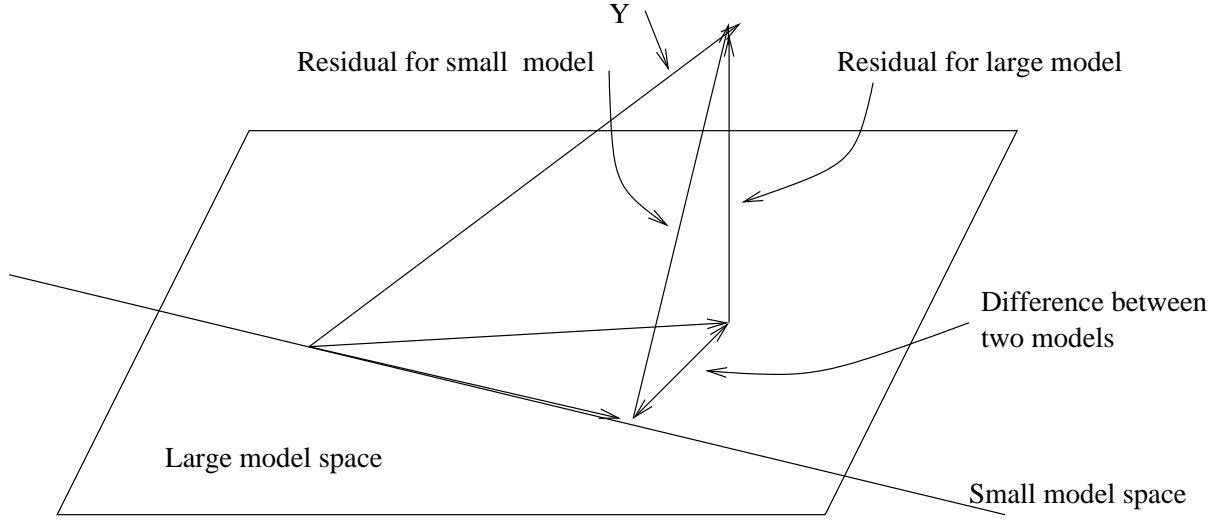 Y
Residual for small model
Residual for large model
Difference between
two models
Large model space
Small model space